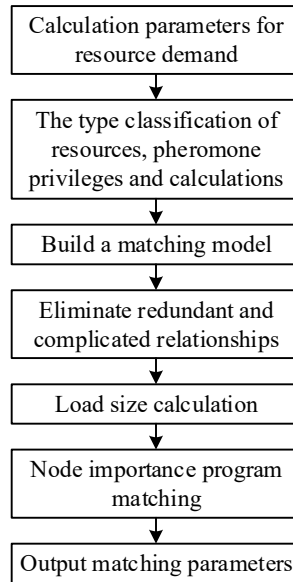 Calculation parameters for
resource demand
The type classification of
resources, pheromone
privileges and calculations
Build a matching model
Eliminate redundant and
complicated relationships
Load size calculation
Node importance program
matching
Output matching parameters